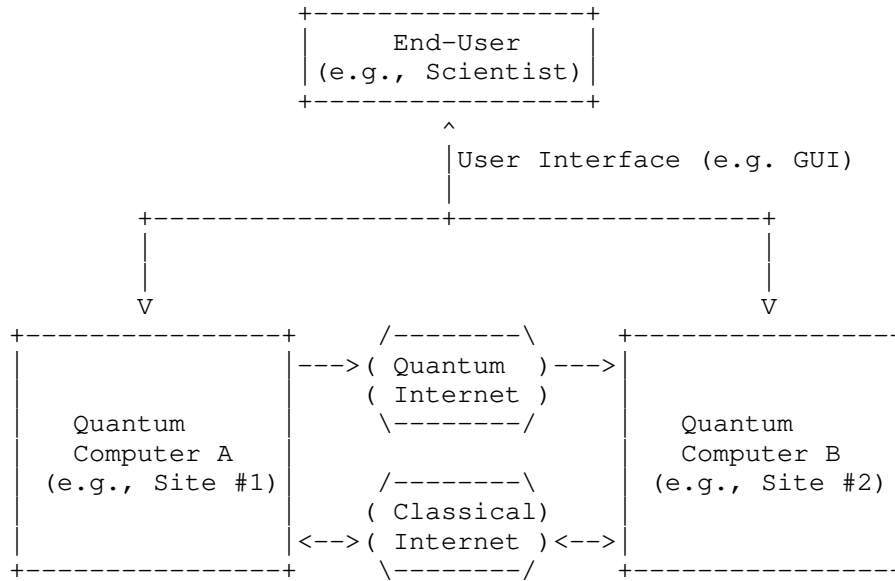 End-User
(e.g., Scientist)
User Interface (e.g. GUI)
Quantum
Internet
Quantum
Computer A
(e.g., Site #1)
Quantum
Computer B
(e.g., Site #2)
Classical
Internet